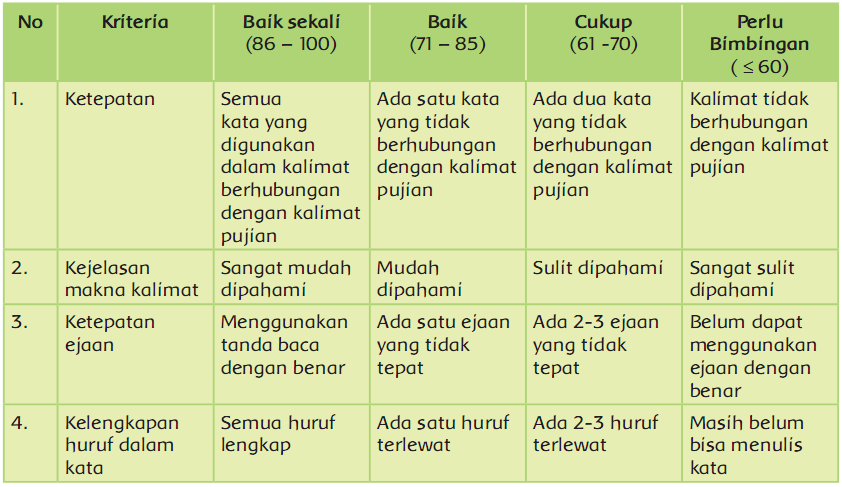 No
Kriteria
Baik sekali
(86 – 100)
Baik
(71 – 85)
Cukup
(61 -70)
Perlu
Bimbingan
( ≤ 60)
1.
Ketepatan
Semua
kata yang
digunakan
dalam kalimat
berhubungan
dengan kalimat
pujian
Ada satu kata
yang tidak
berhubungan
dengan kalimat
pujian
Ada dua kata
yang tidak
berhubungan
dengan kalimat
pujian
Kalimat tidak
berhubungan
dengan kalimat
pujian
2.
Kejelasan
makna kalimat
Sangat mudah
dipahami
Mudah
dipahami
Sulit dipahami
Sangat sulit
dipahami
3.
Ketepatan
ejaan
Menggunakan
tanda baca
dengan benar
Ada satu ejaan
yang tidak
tepat
Ada 2-3 ejaan
yang tidak
tepat
Belum dapat
menggunakan
ejaan dengan
benar
4.
Kelengkapan
huruf dalam
kata
Semua huruf
lengkap
Ada satu huruf
terlewat
Ada 2-3 huruf
terlewat
Masih belum
bisa menulis
kata